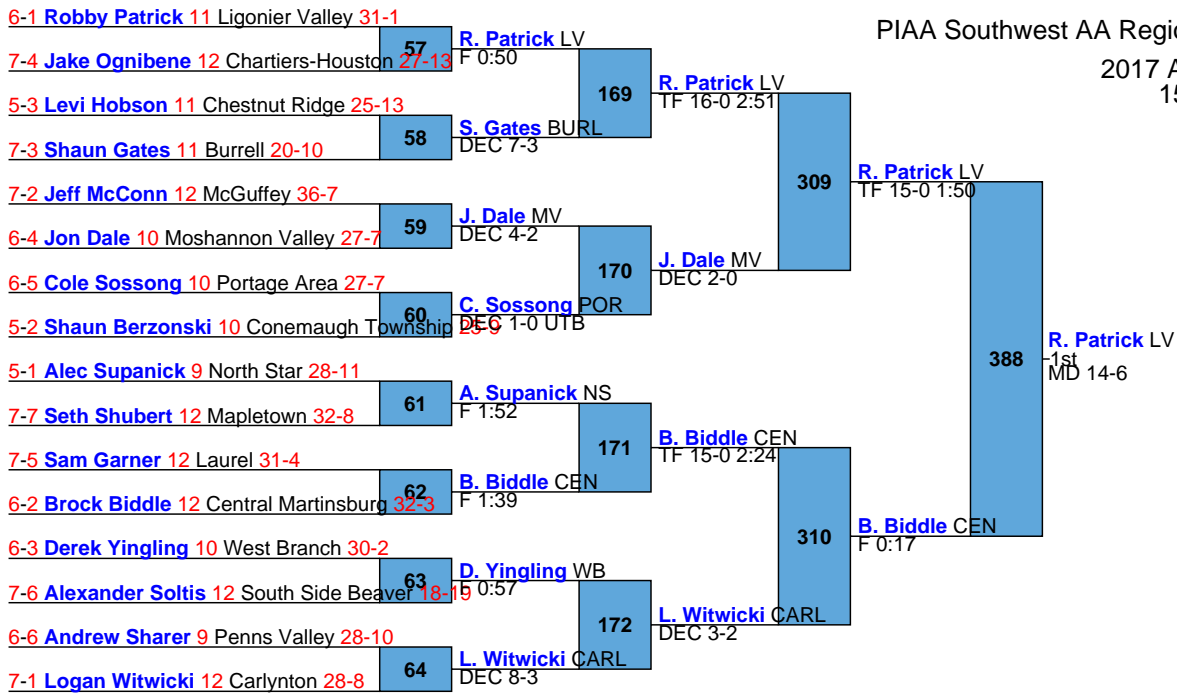 PIAA Southwest AA Regio
2017 A
15
6-1 Robby Patrick 11 Ligonier Valley 31-1
7-4 Jake Ognibene 12 Chartiers-Houston 27-13
5-3 Levi Hobson 11 Chestnut Ridge 25-13
7-3 Shaun Gates 11 Burrell 20-10
7-2 Jeff McConn 12 McGuffey 36-7
6-4 Jon Dale 10 Moshannon Valley 27-7
6-5 Cole Sossong 10 Portage Area 27-7
5-2 Shaun Berzonski 10 Conemaugh Township 25-9
5-1 Alec Supanick 9 North Star 28-11
7-7 Seth Shubert 12 Mapletown 32-8
7-5 Sam Garner 12 Laurel 31-4
6-2 Brock Biddle 12 Central Martinsburg 32-3
6-3 Derek Yingling 10 West Branch 30-2
7-6 Alexander Soltis 12 South Side Beaver 18-19
6-6 Andrew Sharer 9 Penns Valley 28-10
7-1 Logan Witwicki 12 Carlynton 28-8
57
R. Patrick LV
F 0:50
58
S. Gates BURL
DEC 7-3
59
J. Dale MV
DEC 4-2
60
C. Sossong POR
DEC 1-0 UTB
61
A. Supanick NS
F 1:52
62
B. Biddle CEN
F 1:39
63
D. Yingling WB
F 0:57
64
L. Witwicki CARL
DEC 8-3
169
R. Patrick LV
TF 16-0 2:51
170
J. Dale MV
DEC 2-0
171
B. Biddle CEN
TF 15-0 2:24
172
L. Witwicki CARL
DEC 3-2
309
R. Patrick LV
TF 15-0 1:50
310
B. Biddle CEN
F 0:17
388
R. Patrick LV
1st
MD 14-6